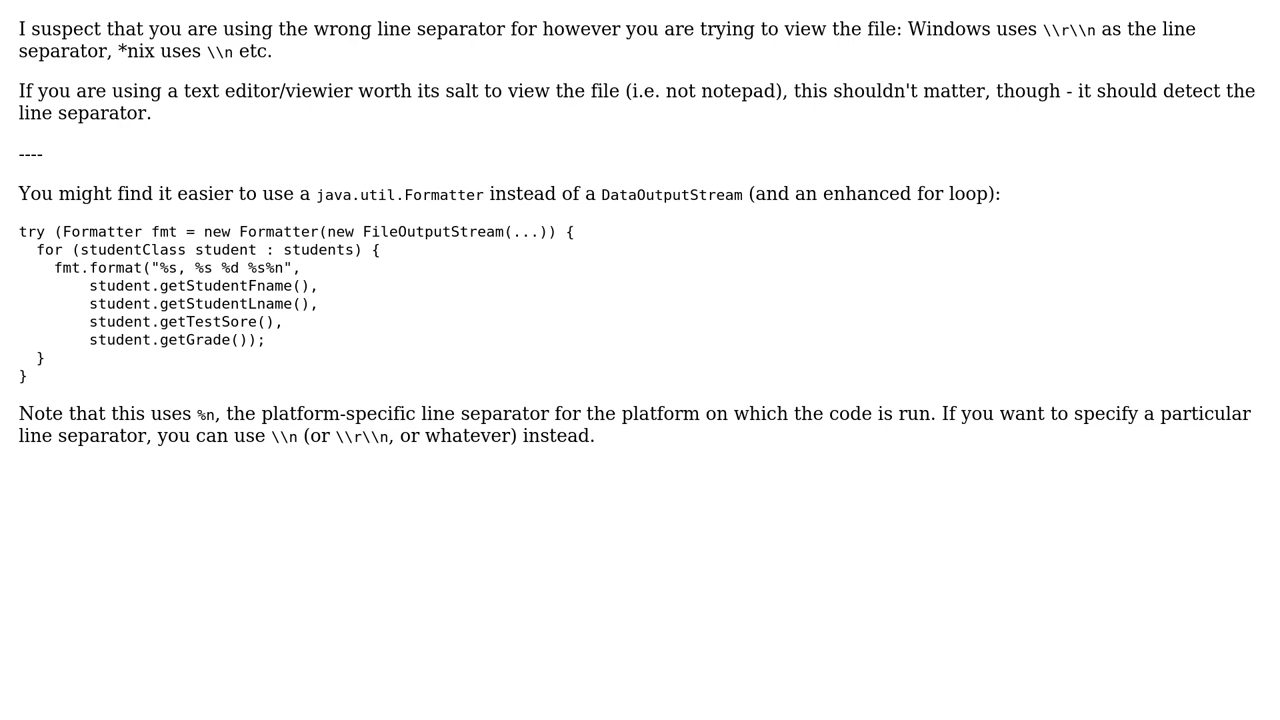 I suspect that you are using the wrong line separator for however you are trying to view the file: Windows uses \\r\\n as the line
separator, *nix uses \\n etc.
If you are using a text editor/viewier worth its salt to view the file (i.e. not notepad), this shouldn't matter, though - it should detect the
line separator.
----
You might find it easier to use a java.util.Formatter instead of a DataOutputStream (and an enhanced for loop):
try (Formatter fmt = new Formatter(new FileOutputStream(...)) {
  for (studentClass student : students) {
    fmt.format("%s, %s %d %s%n",
        student.getStudentFname(),
        student.getStudentLname(),
        student.getTestSore(),
        student.getGrade());
  }
}
Note that this uses %n, the platform-specific line separator for the platform on which the code is run. If you want to specify a particular
line separator, you can use \\n (or \\r\\n, or whatever) instead.